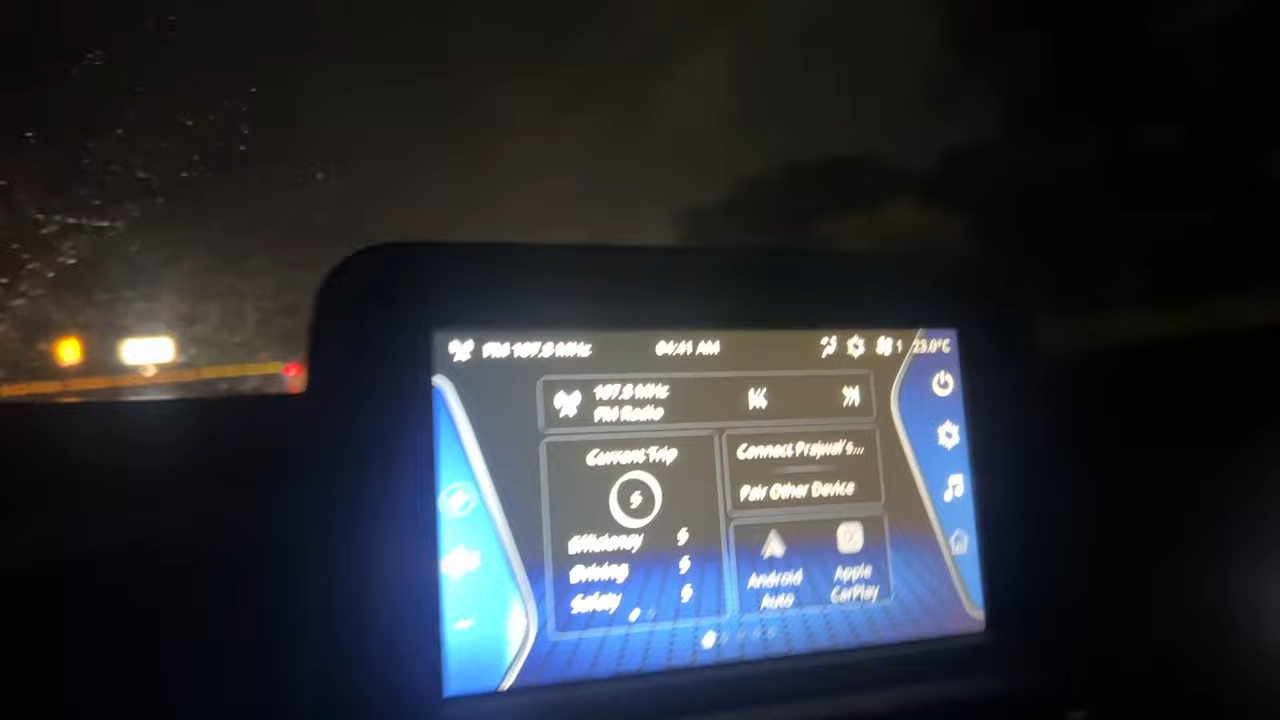 FM 107.8 MHz 04:41 AM 1 23.0°C
107.8 MHz
FM Radio
Current Trip
Connect Prajwal's...
Pair Other Device
Efficiency
Driving
Safety
Android
Auto
Apple
CarPlay